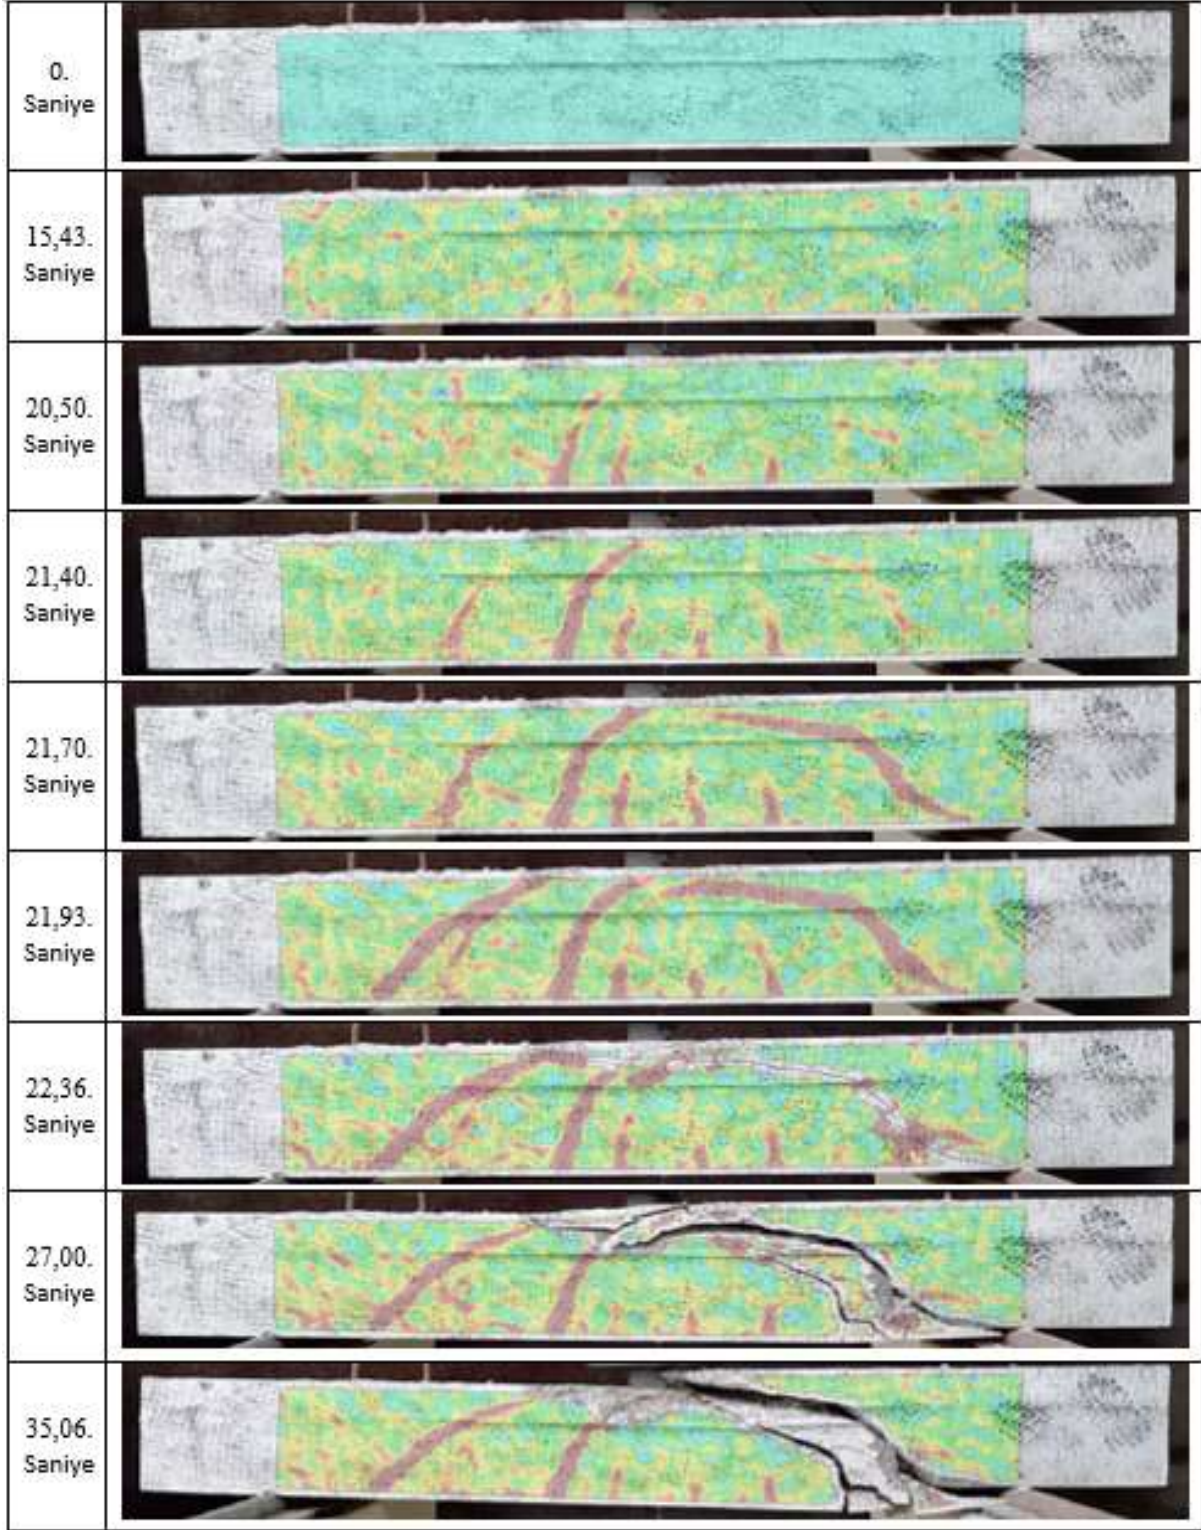 0.
Saniye
15,43.
Saniye
20,50.
Saniye
21,40.
Saniye
21,70.
Saniye
21,93.
Saniye
22,36.
Saniye
27,00.
Saniye
35,06.
Saniye